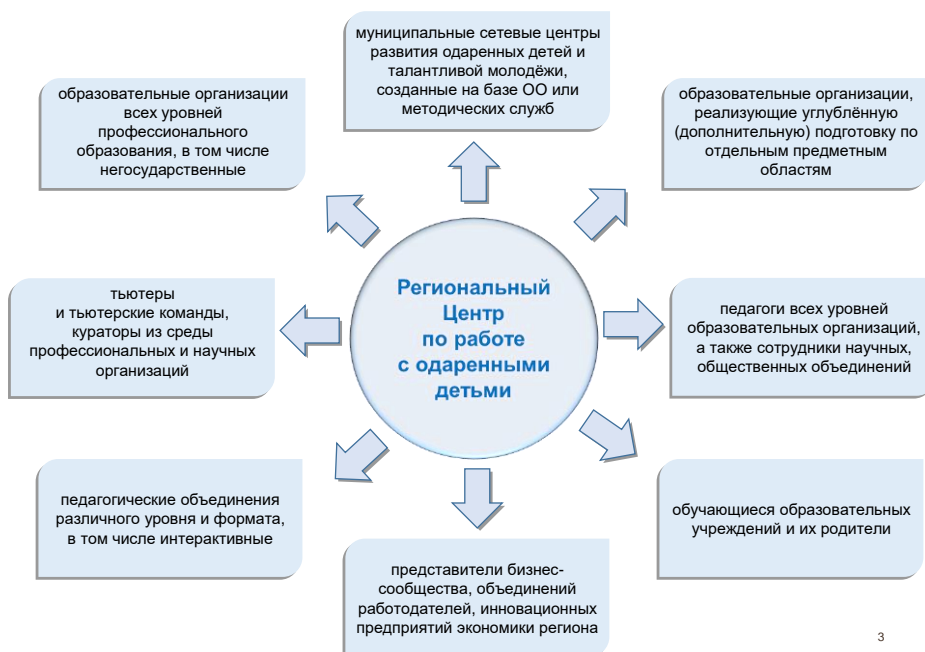 муниципальные сетевые центры
развития одаренных детей и
талантливой молодёжи,
созданные на базе ОО или
методических служб
образовательные организации
всех уровней
профессионального
образования, в том числе
негосударственные
образовательные организации,
реализующие углублённую
(дополнительную) подготовку по
отдельным предметным
областям
Региональный
Центр
по работе
с одаренными
детьми
тьютеры
и тьютерские команды,
кураторы из среды
профессиональных и научных
организаций
педагоги всех уровней
образовательных организаций,
а также сотрудники научных,
общественных объединений
педагогические объединения
различного уровня и формата,
в том числе интерактивные
обучающиеся образовательных
учреждений и их родители
представители бизнес-
сообщества, объединений
работодателей, инновационных
предприятий экономики региона
3